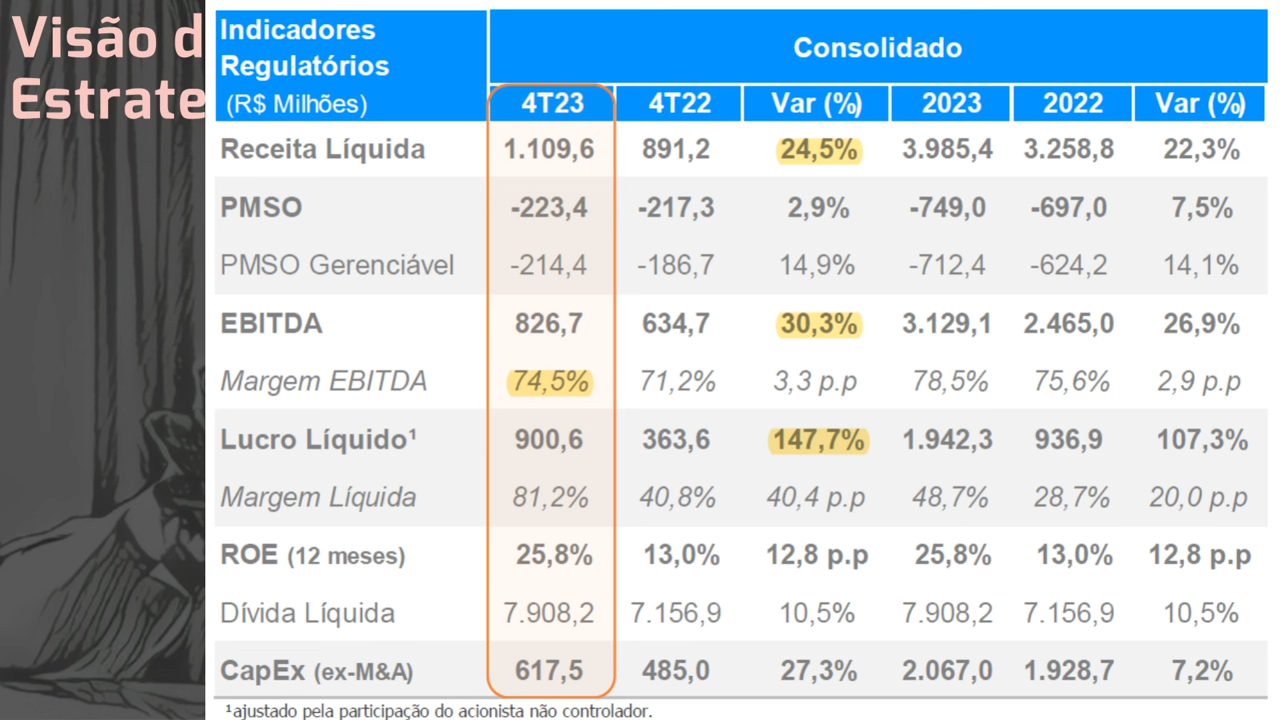 Visão d
Estrate
Indicadores
Regulatórios
(R$ Milhões)
Consolidado
4T23 4T22 Var (%) 2023 2022 Var (%)
Receita Líquida 1.109,6 891,2 24,5% 3.985,4 3.258,8 22,3%
PMSO -223,4 -217,3 2,9% -749,0 -697,0 7,5%
PMSO Gerenciável -214,4 -186,7 14,9% -712,4 -624,2 14,1%
EBITDA 826,7 634,7 30,3% 3.129,1 2.465,0 26,9%
Margem EBITDA 74,5% 71,2% 3,3 p.p 78,5% 75,6% 2,9 p.p
Lucro Líquido¹ 900,6 363,6 147,7% 1.942,3 936,9 107,3%
Margem Líquida 81,2% 40,8% 40,4 p.p 48,7% 28,7% 20,0 p.p
ROE (12 meses) 25,8% 13,0% 12,8 p.p 25,8% 13,0% 12,8 p.p
Dívida Líquida 7.908,2 7.156,9 10,5% 7.908,2 7.156,9 10,5%
CapEx (ex-M&A) 617,5 485,0 27,3% 2.067,0 1.928,7 7,2%
¹ajustado pela participação do acionista não controlador.